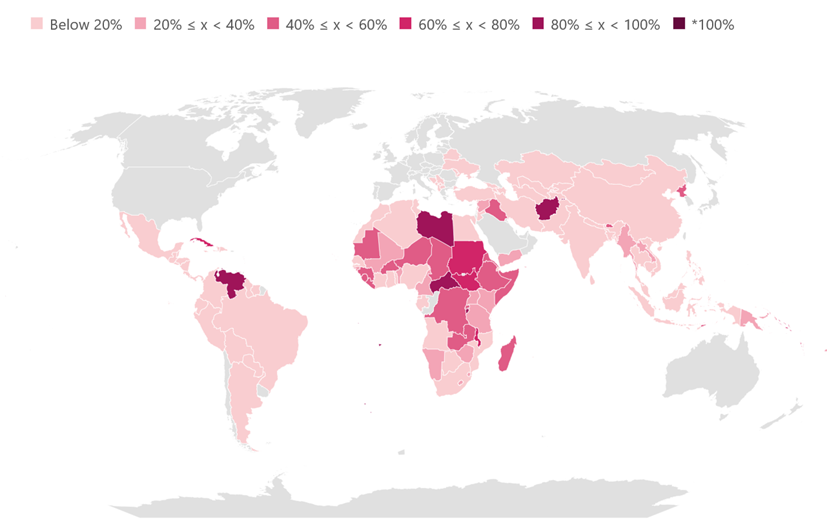 Below 20% 20% ≤ x < 40% 40% ≤ x < 60% 60% ≤ x < 80% 80% ≤ x < 100% *100%